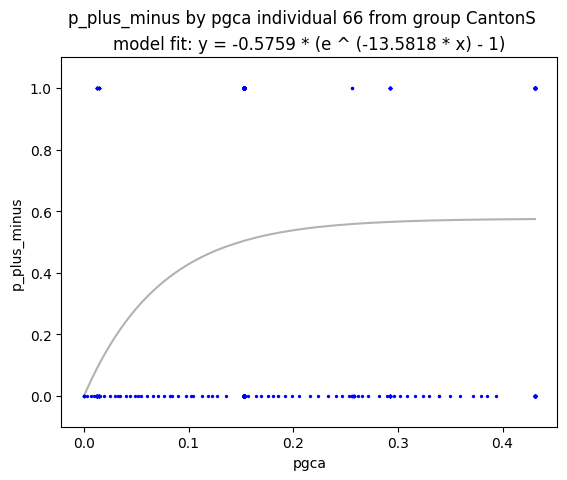 p_plus_minus by pgca individual 66 from group CantonS
model fit: y = -0.5759 * (e ^ (-13.5818 * x) - 1)
1.0
0.8
0.6
0.4
0.2
0.0
p_plus_minus
0.0 0.1 0.2 0.3 0.4
pgca